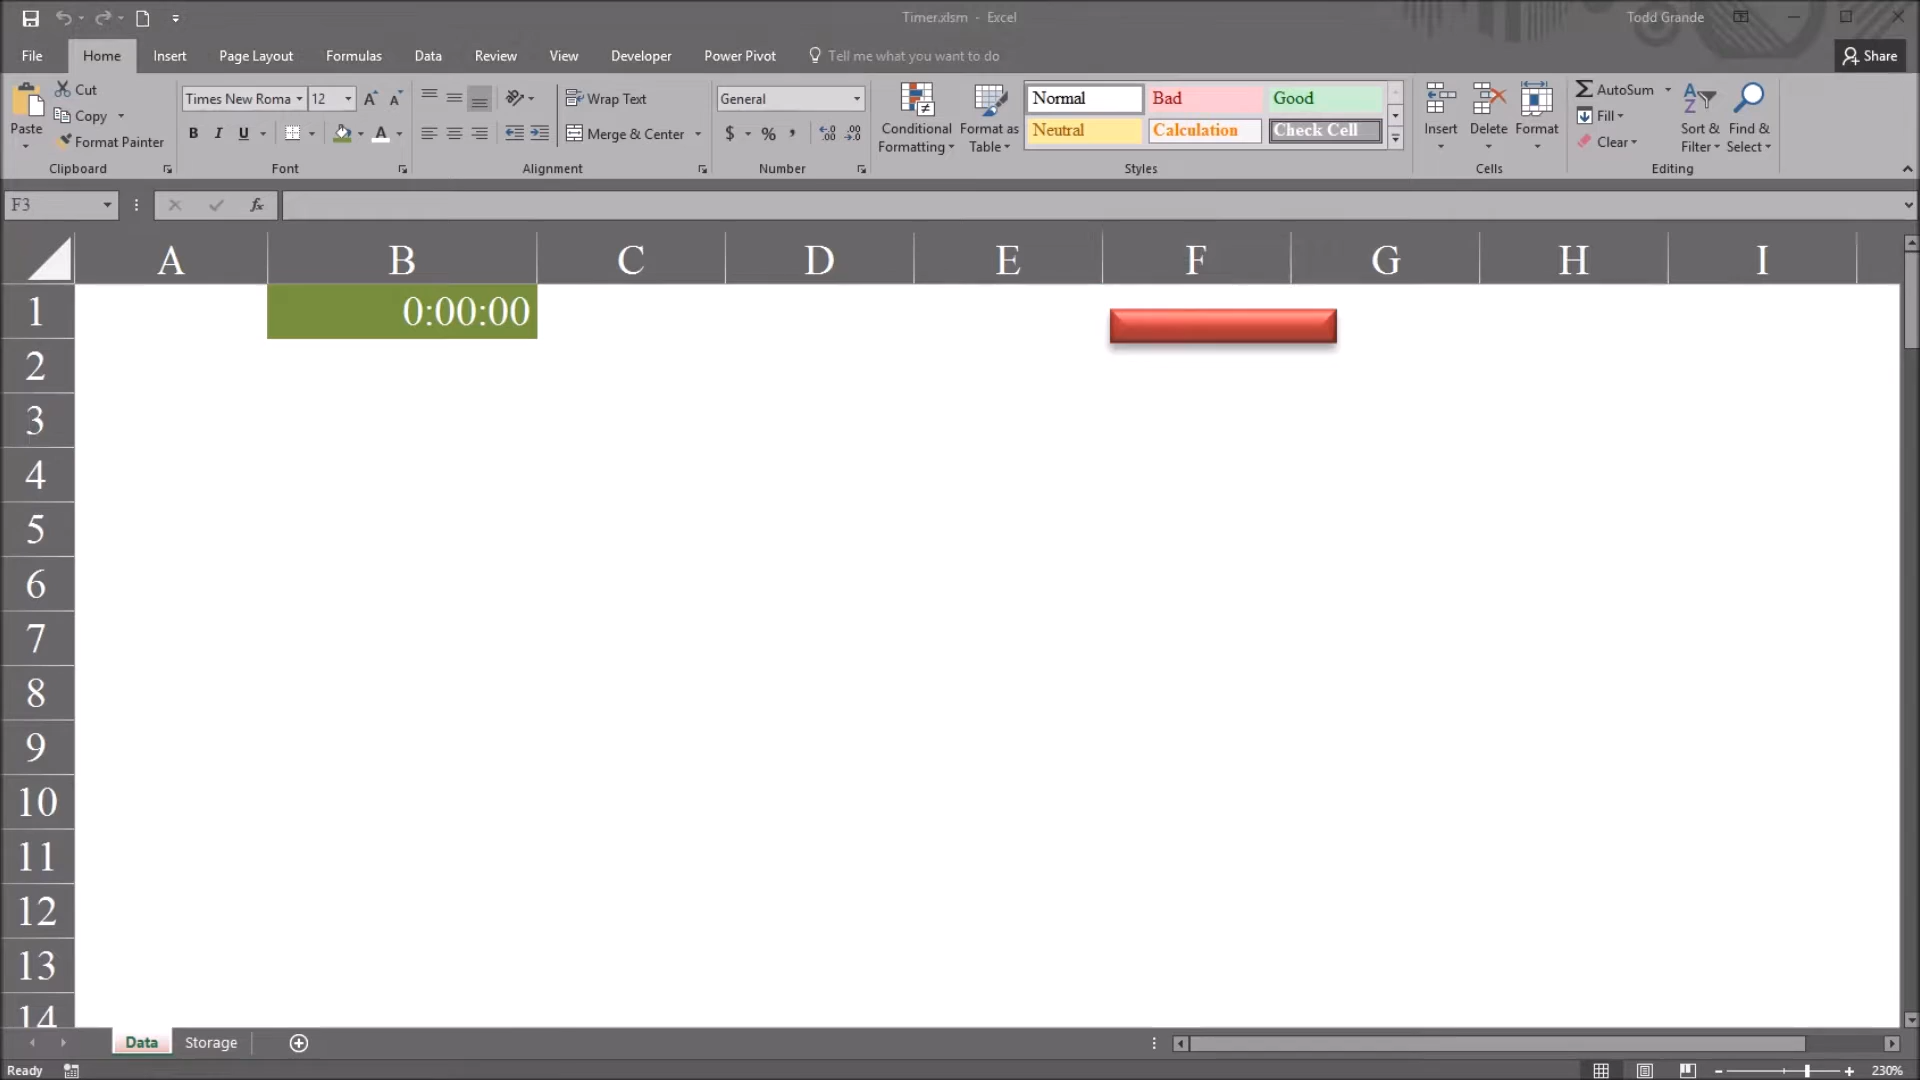 Timer.xlsm - Excel
Todd Grande
File Home Insert Page Layout Formulas Data Review View Developer Power Pivot Tell me what you want to do
Share
Paste
Cut
Copy
Format Painter
Clipboard
Times New Roma 12
B I U
Font
Wrap Text
Merge & Center
Alignment
General
$ % ,
Number
Conditional Formatting
Format as Table
Normal Bad Good
Neutral Calculation Check Cell
Styles
Insert Delete Format
Cells
AutoSum
Fill
Clear
Sort & Filter
Find & Select
Editing
F3
fx
A B C D E F G H I
1 0:00:00
2
3
4
5
6
7
8
9
10
11
12
13
14
Data Storage
Ready
230%